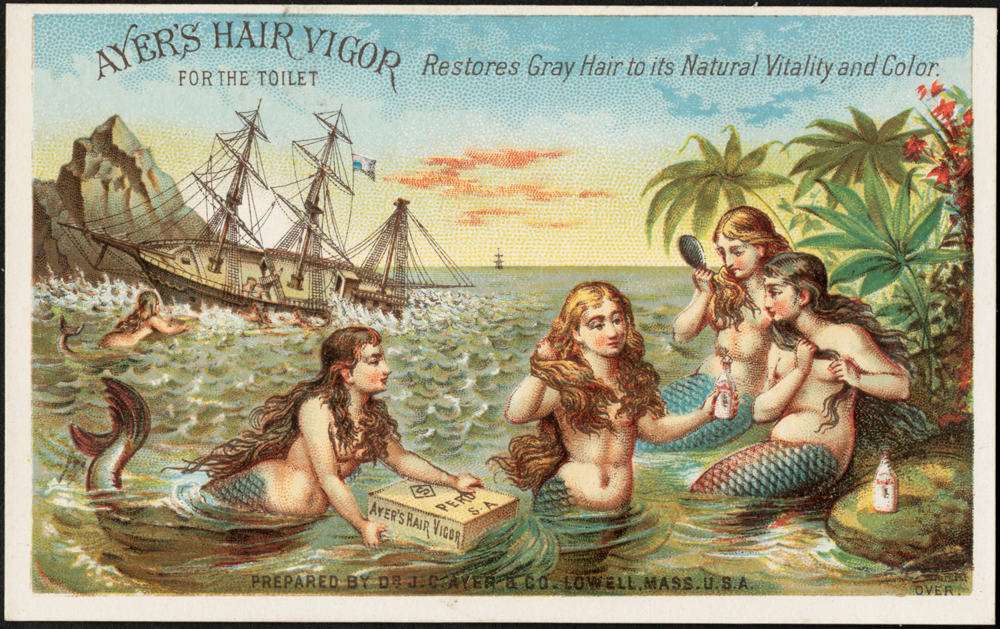 AYER'S HAIR VIGOR
FOR THE TOILET
Restores Gray Hair to its Natural Vitality and Color.
S
PERU
S.A
AYER'S HAIR VIGOR
PREPARED BY DR. J. C. AYER & CO. LOWELL, MASS. U.S.A.
OVER.